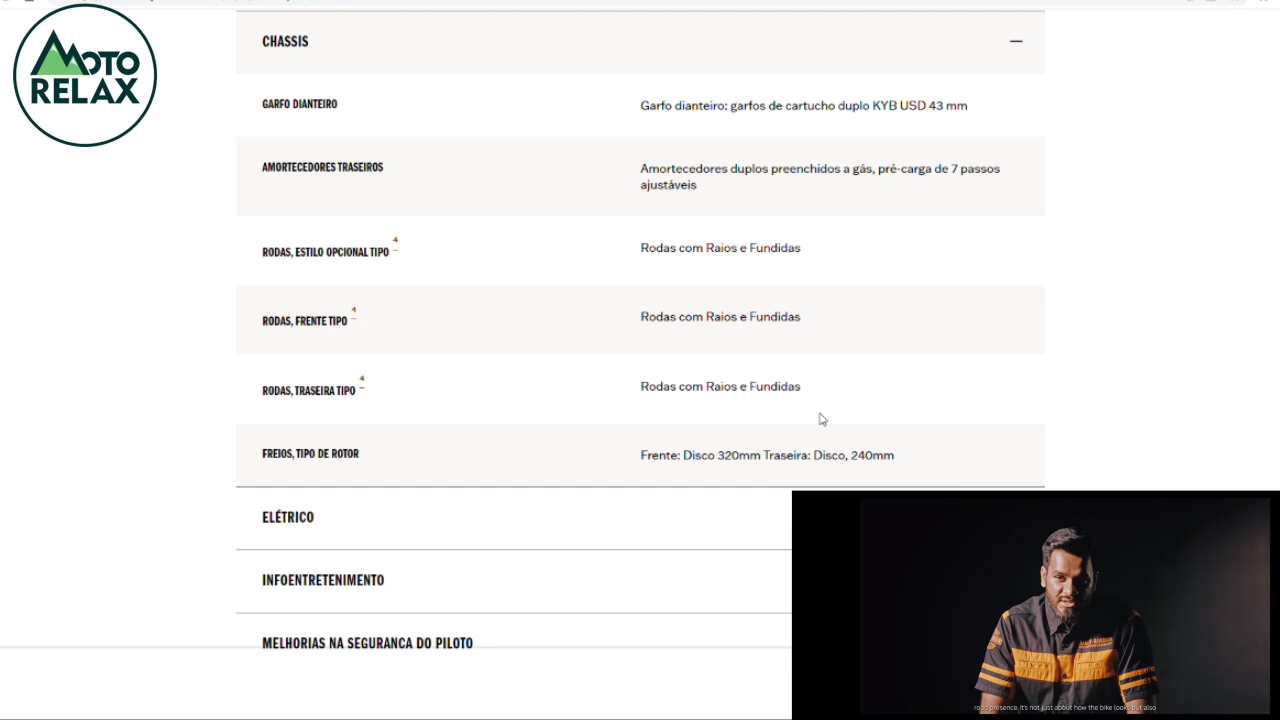 MOTO
RELAX
CHASSIS
GARFO DIANTEIRO
Garfo dianteiro: garfos de cartucho duplo KYB USD 43 mm
AMORTECEDORES TRASEIROS
Amortecedores duplos preenchidos a gás, pré-carga de 7 passos
ajustáveis
RODAS, ESTILO OPCIONAL TIPO 4
Rodas com Raios e Fundidas
RODAS, FRENTE TIPO 4
Rodas com Raios e Fundidas
RODAS, TRASEIRA TIPO 4
Rodas com Raios e Fundidas
FREIOS, TIPO DE ROTOR
Frente: Disco 320mm Traseira: Disco, 240mm
ELÉTRICO
INFOENTRETENIMENTO
MELHORIAS NA SEGURANCA DO PILOTO
HARLEY-DAVIDSON
road presence. It's not just about how the bike looks, but also